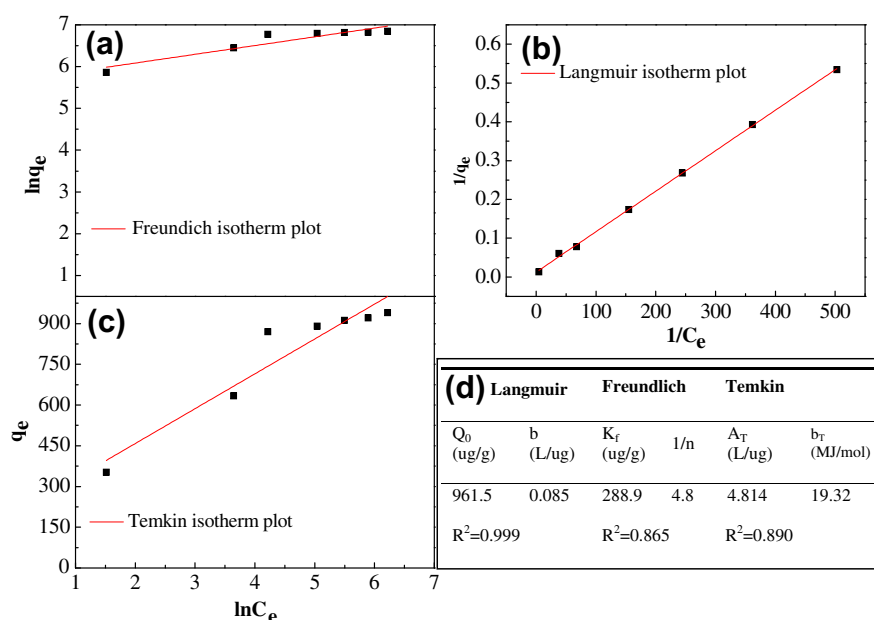 (a)
7
6
5
4
3
2
1
lnqₑ
Freundich isotherm plot
(b)
Langmuir isotherm plot
0.6
0.5
0.4
0.3
0.2
0.1
0.0
1/qₑ
0 100 200 300 400 500
1/Cₑ
(c)
900
750
600
450
300
150
0
qₑ
Temkin isotherm plot
1 2 3 4 5 6 7
lnCₑ
(d) Langmuir Freundlich Temkin
Q₀ b K_f 1/n A_T b_T
(ug/g) (L/ug) (ug/g) (L/ug) (MJ/mol)
961.5 0.085 288.9 4.8 4.814 19.32
R²=0.999 R²=0.865 R²=0.890